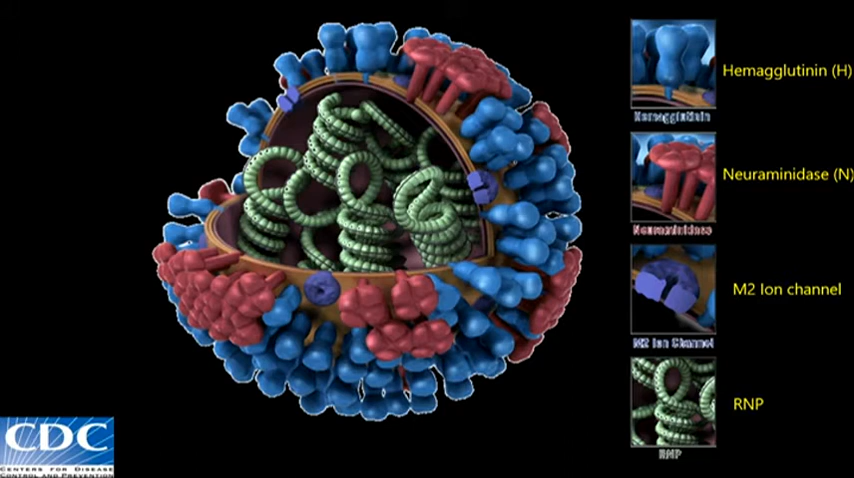 Hemagglutinin (H)
Hemagglutinin
Neuraminidase (N)
Neuraminidase
M2 Ion channel
M2 Ion Channel
RNP
RNP
CDC
CENTERS FOR DISEASE
CONTROL AND PREVENTION